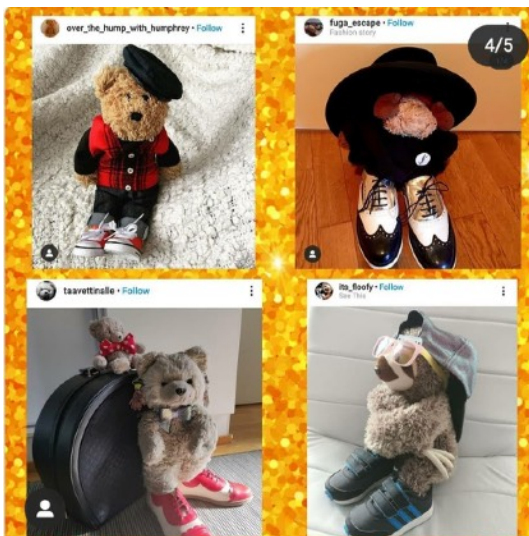 over_the_hump_with_humphrey • Follow
fuga_escape • Follow
Fashion story
4/5
taavettinalle • Follow
its_floofy • Follow
See This